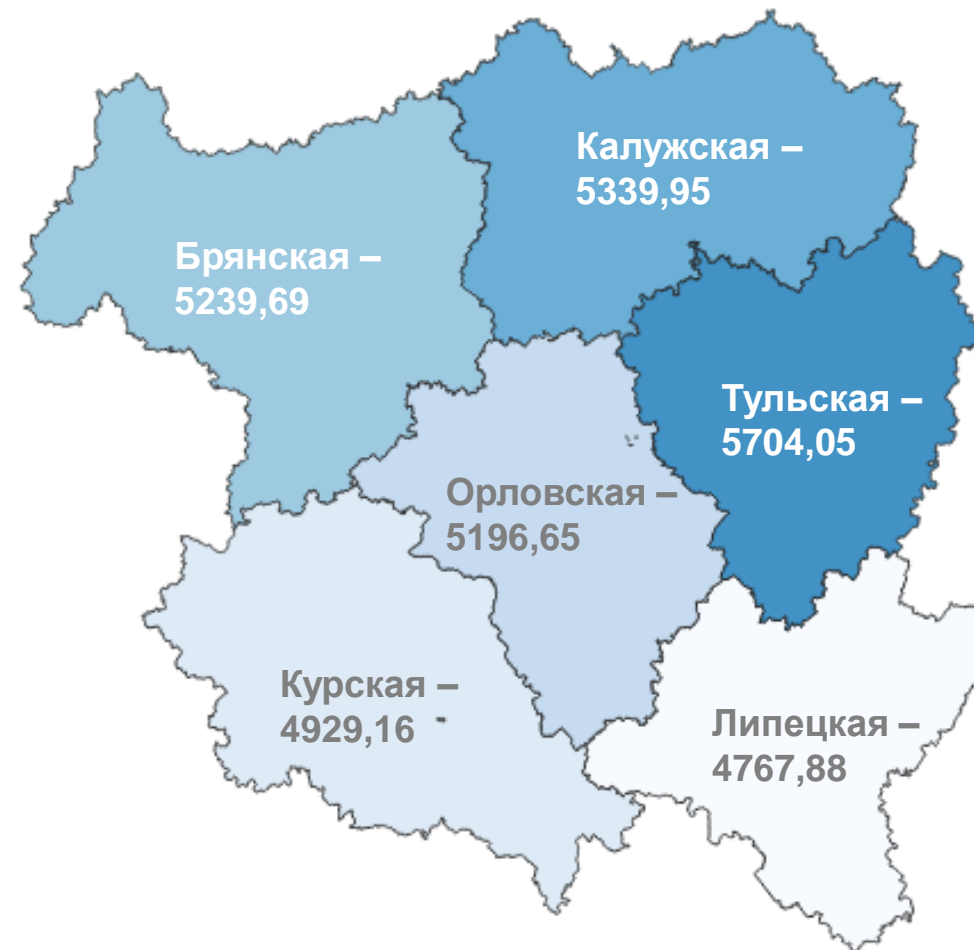 Калужская –
5339,95
Брянская –
5239,69
Тульская –
5704,05
Орловская –
5196,65
Курская –
4929,16
Липецкая –
4767,88